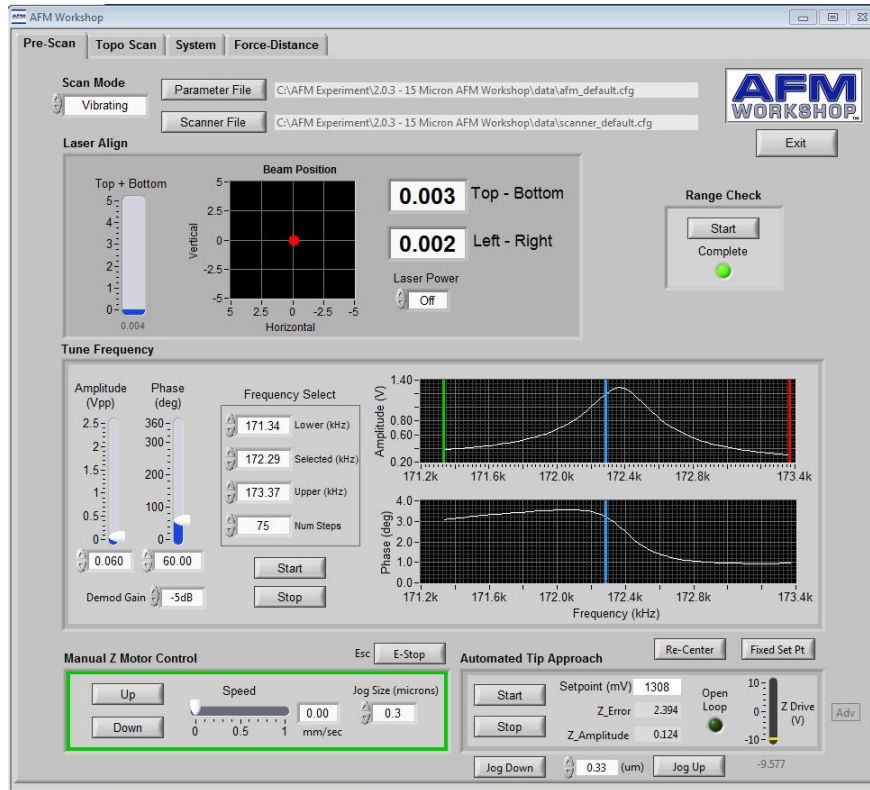 AFM AFM Workshop
Pre-Scan Topo Scan System Force-Distance
Scan Mode
Vibrating
Parameter File C:\AFM Experiment\2.0.3 - 15 Micron AFM Workshop\data\afm_default.cfg
Scanner File C:\AFM Experiment\2.0.3 - 15 Micron AFM Workshop\data\scanner_default.cfg
AFM
WORKSHOP
Exit
Laser Align
Top + Bottom
5
4
3
2
1
0
0.004
Beam Position
Vertical
5
2.5
0
-2.5
-5
5 2.5 0 -2.5 -5
Horizontal
0.003 Top - Bottom
0.002 Left - Right
Laser Power
Off
Range Check
Start
Complete
Tune Frequency
Amplitude
(Vpp)
2.5
2
1.5
1
0.5
0
0.060
Phase
(deg)
360
300
200
100
0
60.00
Demod Gain -5dB
Frequency Select
171.34 Lower (kHz)
172.29 Selected (kHz)
173.37 Upper (kHz)
75 Num Steps
Start
Stop
Amplitude (V)
1.40
0.80
0.60
0.20
171.2k 171.6k 172.0k 172.4k 172.8k 173.4k
Phase (deg)
4.0
3.0
2.0
1.0
0.0
171.2k 171.6k 172.0k 172.4k 172.8k 173.4k
Frequency (kHz)
Manual Z Motor Control
Esc E-Stop
Up
Down
Speed
0 0.5 1
0.00
mm/sec
Jog Size (microns)
0.3
Automated Tip Approach
Re-Center Fixed Set Pt
Start
Stop
Setpoint (mV) 1308
Z_Error 2.394
Z_Amplitude 0.124
Open
Loop
10
0
-10
Z Drive
(V)
Adv
Jog Down 0.33 (um) Jog Up -9.577